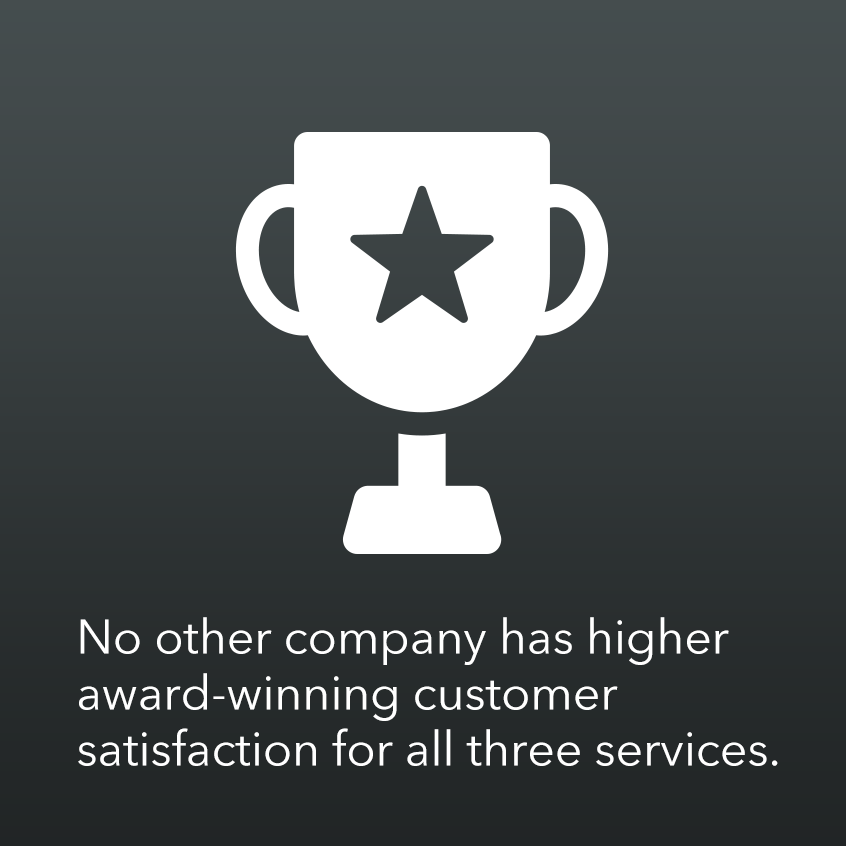 No other company has higher
award-winning customer
satisfaction for all three services.